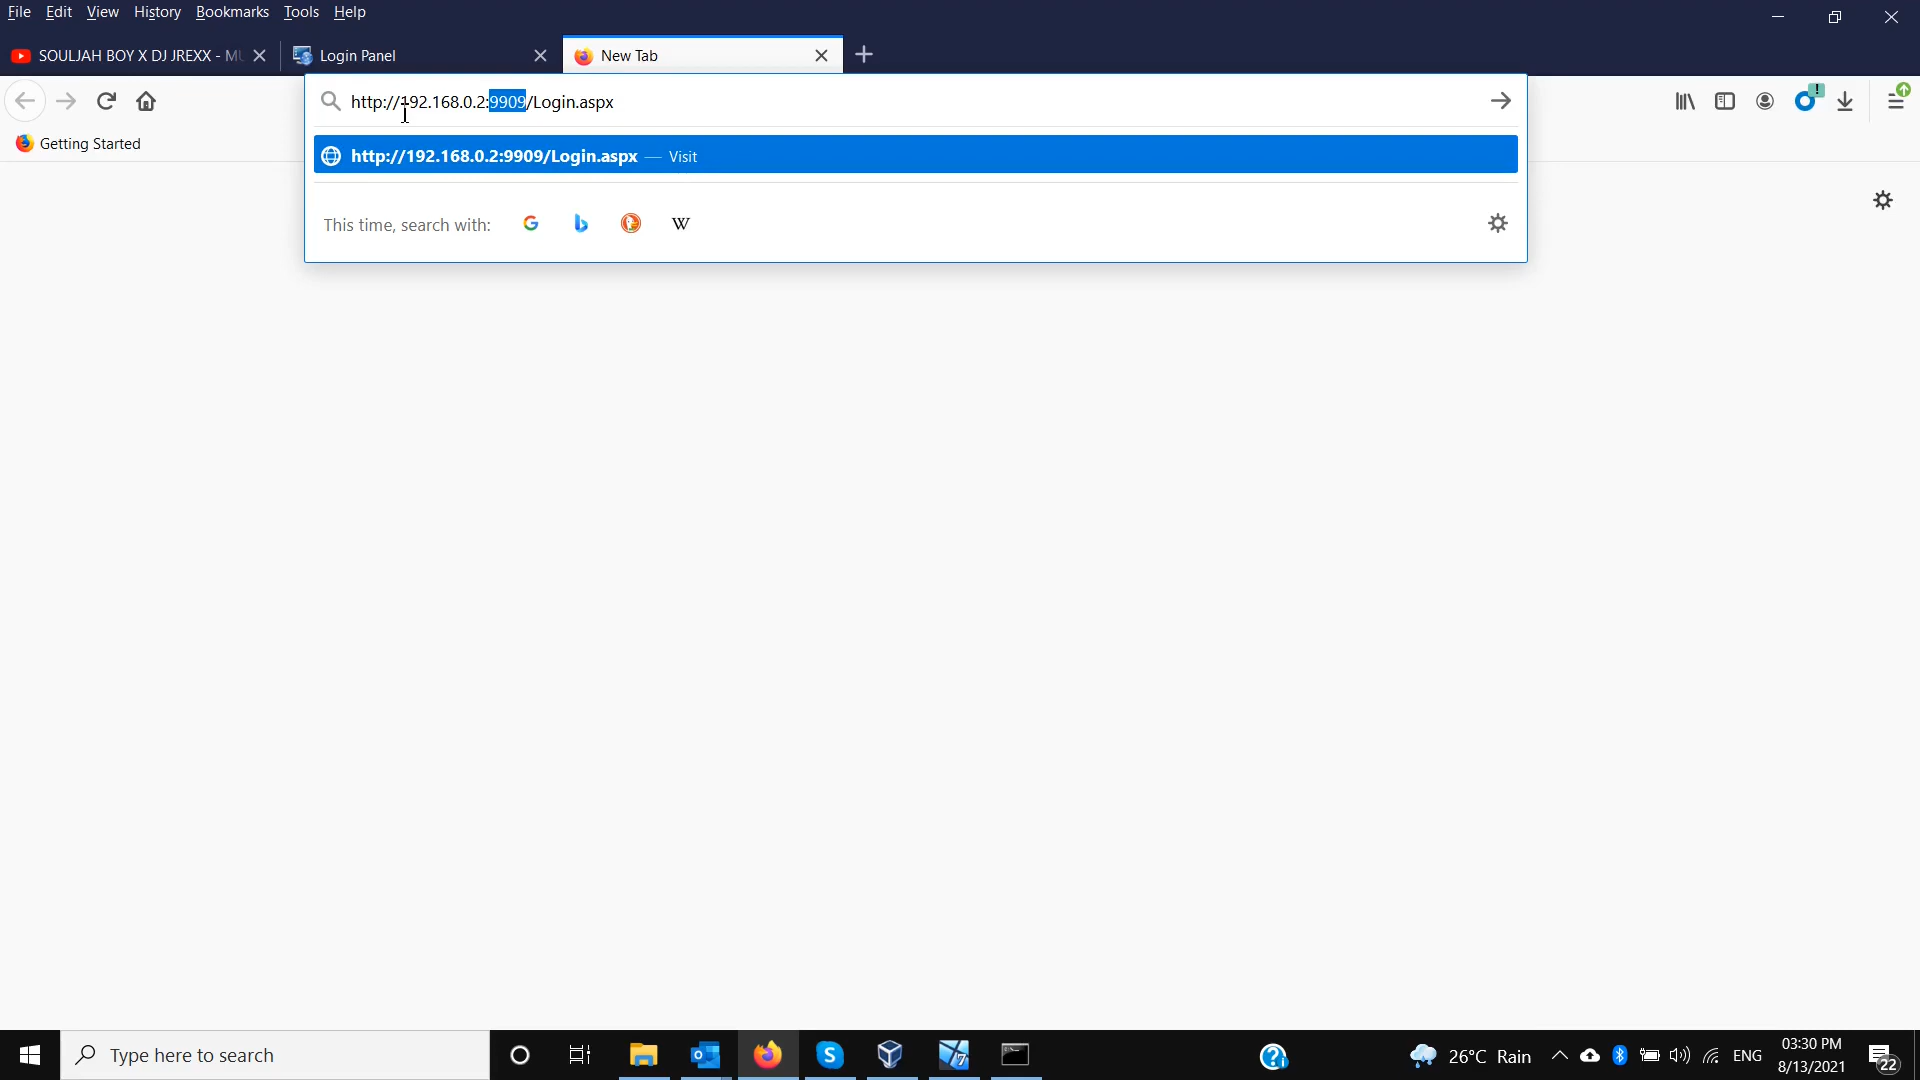 File Edit View History Bookmarks Tools Help
SOULJAH BOY X DJ JREXX - MU
Login Panel
New Tab
http://192.168.0.2:9909/Login.aspx
Getting Started
http://192.168.0.2:9909/Login.aspx — Visit
This time, search with: G b W
Type here to search
26°C Rain
ENG
03:30 PM
8/13/2021
22